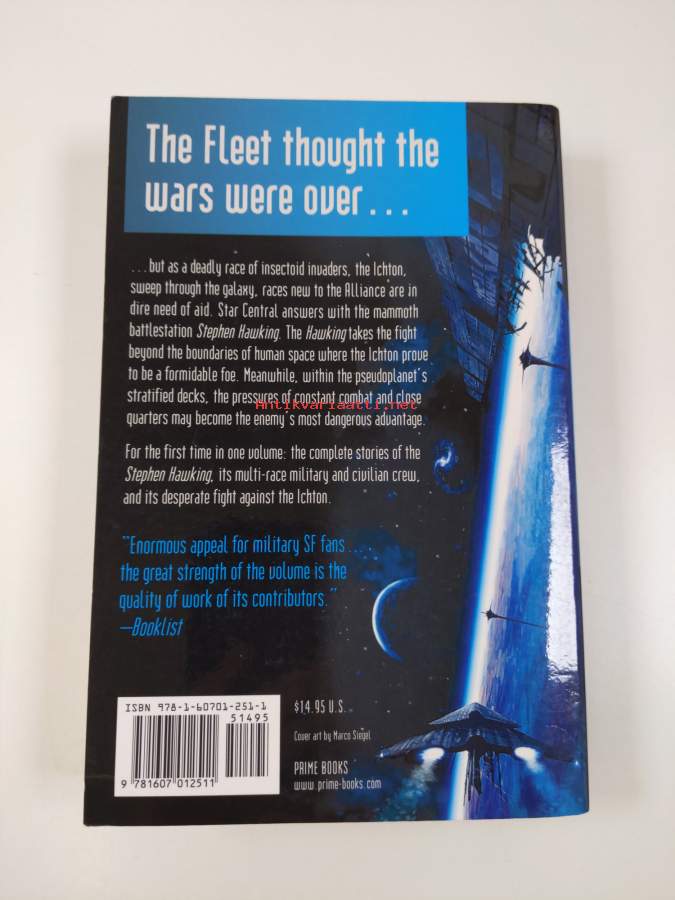 The Fleet thought the
wars were over . . .
. . . but as a deadly race of insectoid invaders, the Ichton,
sweep through the galaxy, races new to the Alliance are in
dire need of aid. Star Central answers with the mammoth
battlestation Stephen Hawking. The Hawking takes the fight
beyond the boundaries of human space where the Ichton prove
to be a formidable foe. Meanwhile, within the pseudoplanet's
stratified decks, the pressures of constant combat and close
Antikvariaatti.net
quarters may become the enemy's most dangerous advantage.
For the first time in one volume: the complete stories of the
Stephen Hawking, its multi-race military and civilian crew,
and its desperate fight against the Ichton.
"Enormous appeal for military SF fans . . .
the great strength of the volume is the
quality of work of its contributors."
—Booklist
ISBN 978-1-60701-251-1
51495
9 781607 012511
$14.95 U.S.
Cover art by Marco Siegel
PRIME BOOKS
www.prime-books.com